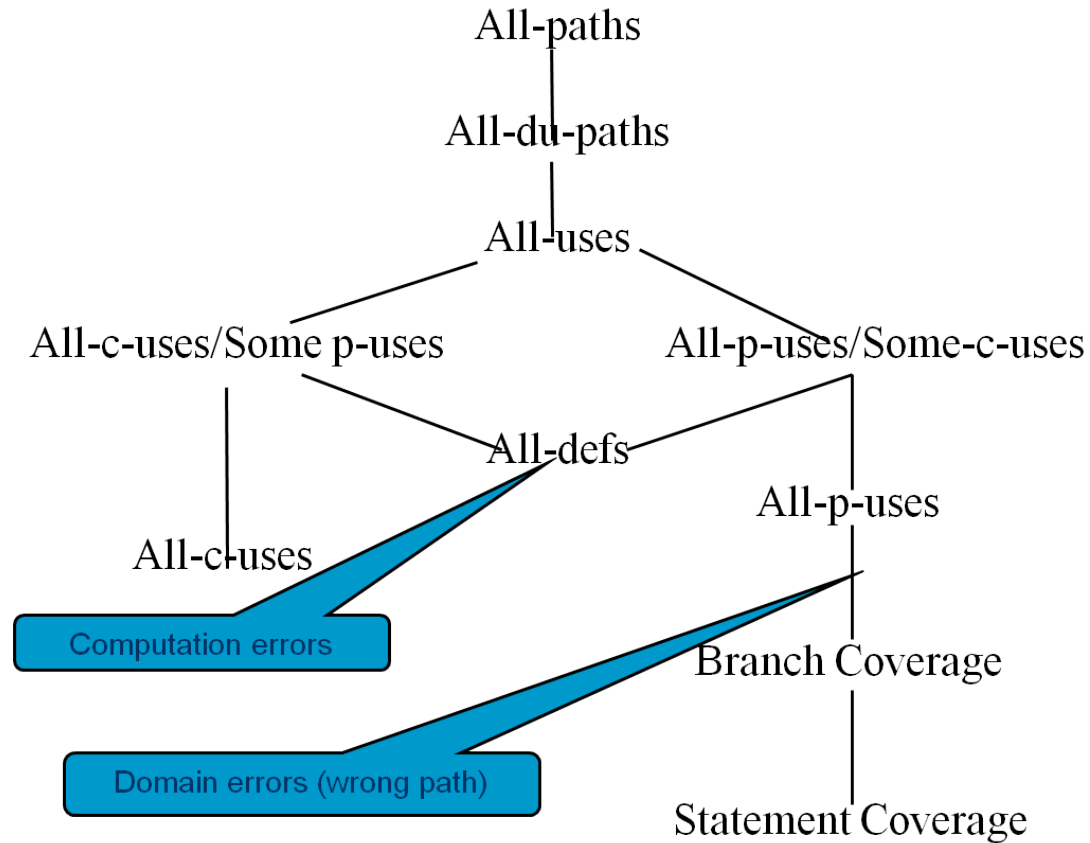 All-paths
All-du-paths
All-uses
All-c-uses/Some p-uses
All-p-uses/Some-c-uses
All-defs
All-p-uses
All-c-uses
Computation errors
Branch Coverage
Domain errors (wrong path)
Statement Coverage